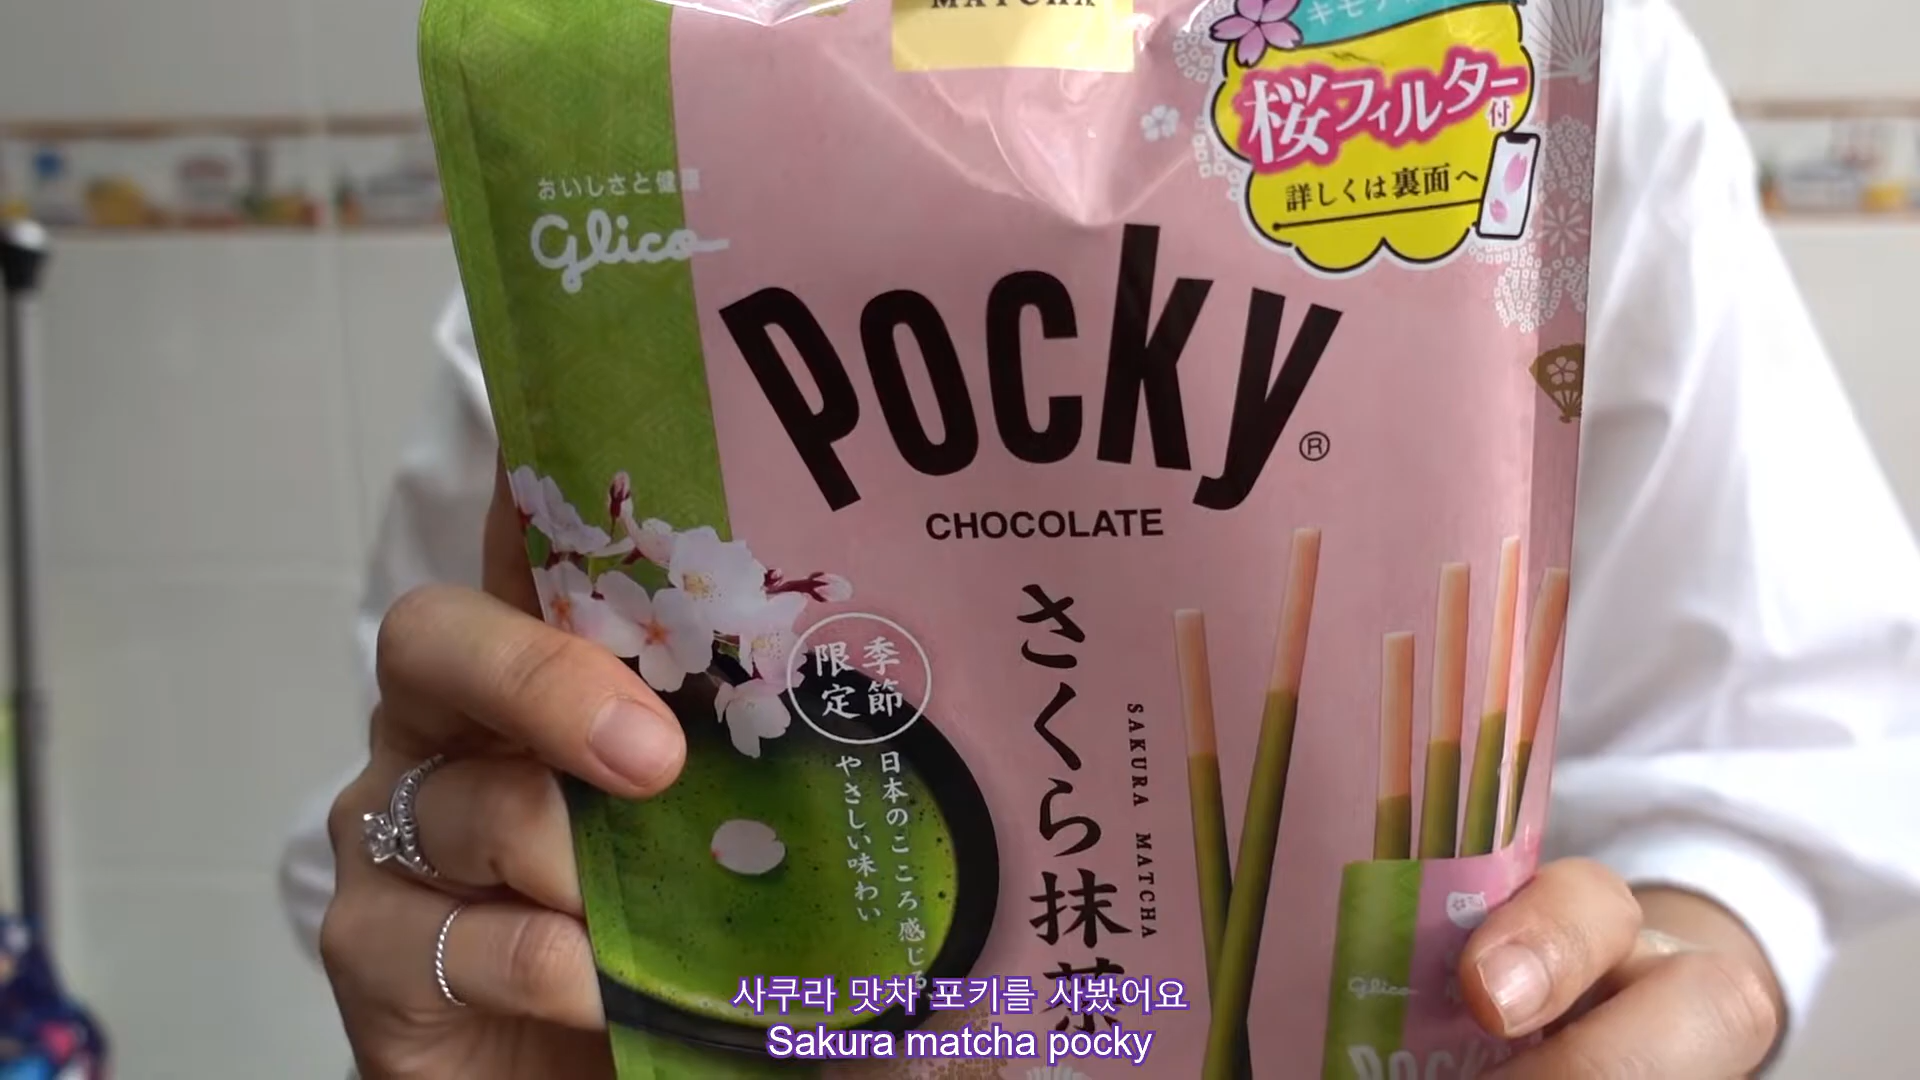 MATCHA
桜フィルター付
詳しくは裏面へ
おいしさと健康
glico
Pocky®
CHOCOLATE
さくら抹茶
SAKURA MATCHA
季節
限定
日本のこころ感じる
やさしい味わい
glico
Pocky
사쿠라 맛차 포키를 사봤어요
Sakura matcha pocky